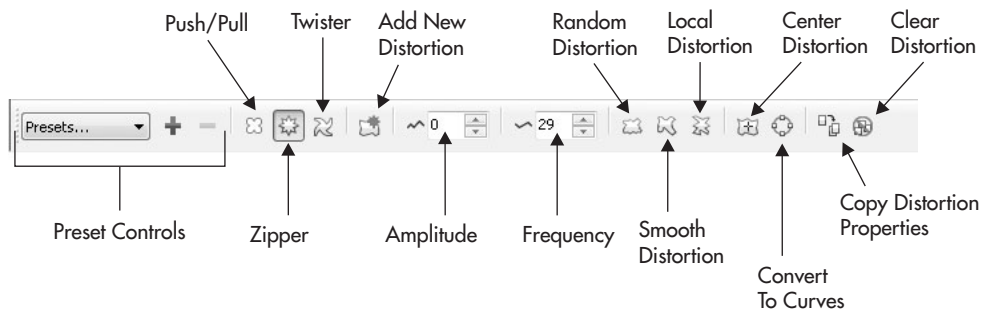 Push/Pull
Twister
Add New
Distortion
Random
Distortion
Local
Distortion
Center
Distortion
Clear
Distortion
Presets...
0
29
Preset Controls
Zipper
Amplitude
Frequency
Smooth
Distortion
Convert
To Curves
Copy Distortion
Properties